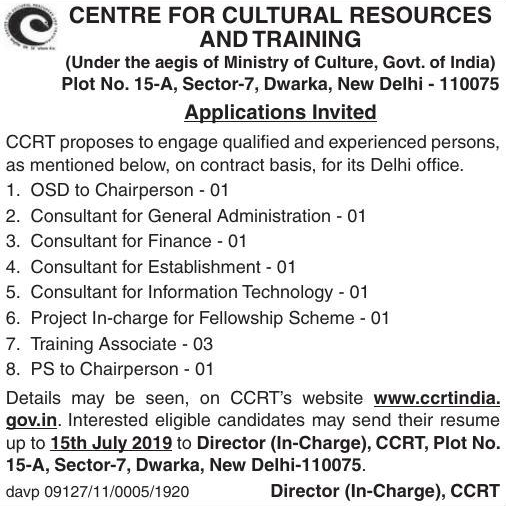 CENTRE FOR CULTURAL RESOURCES
AND TRAINING
(Under the aegis of Ministry of Culture, Govt. of India)
Plot No. 15-A, Sector-7, Dwarka, New Delhi - 110075
Applications Invited
CCRT proposes to engage qualified and experienced persons,
as mentioned below, on contract basis, for its Delhi office.
1. OSD to Chairperson - 01
2. Consultant for General Administration - 01
3. Consultant for Finance - 01
4. Consultant for Establishment - 01
5. Consultant for Information Technology - 01
6. Project In-charge for Fellowship Scheme - 01
7. Training Associate - 03
8. PS to Chairperson - 01
Details may be seen, on CCRT's website www.ccrtindia.
gov.in. Interested eligible candidates may send their resume
up to 15th July 2019 to Director (In-Charge), CCRT, Plot No.
15-A, Sector-7, Dwarka, New Delhi-110075.
davp 09127/11/0005/1920 Director (In-Charge), CCRT